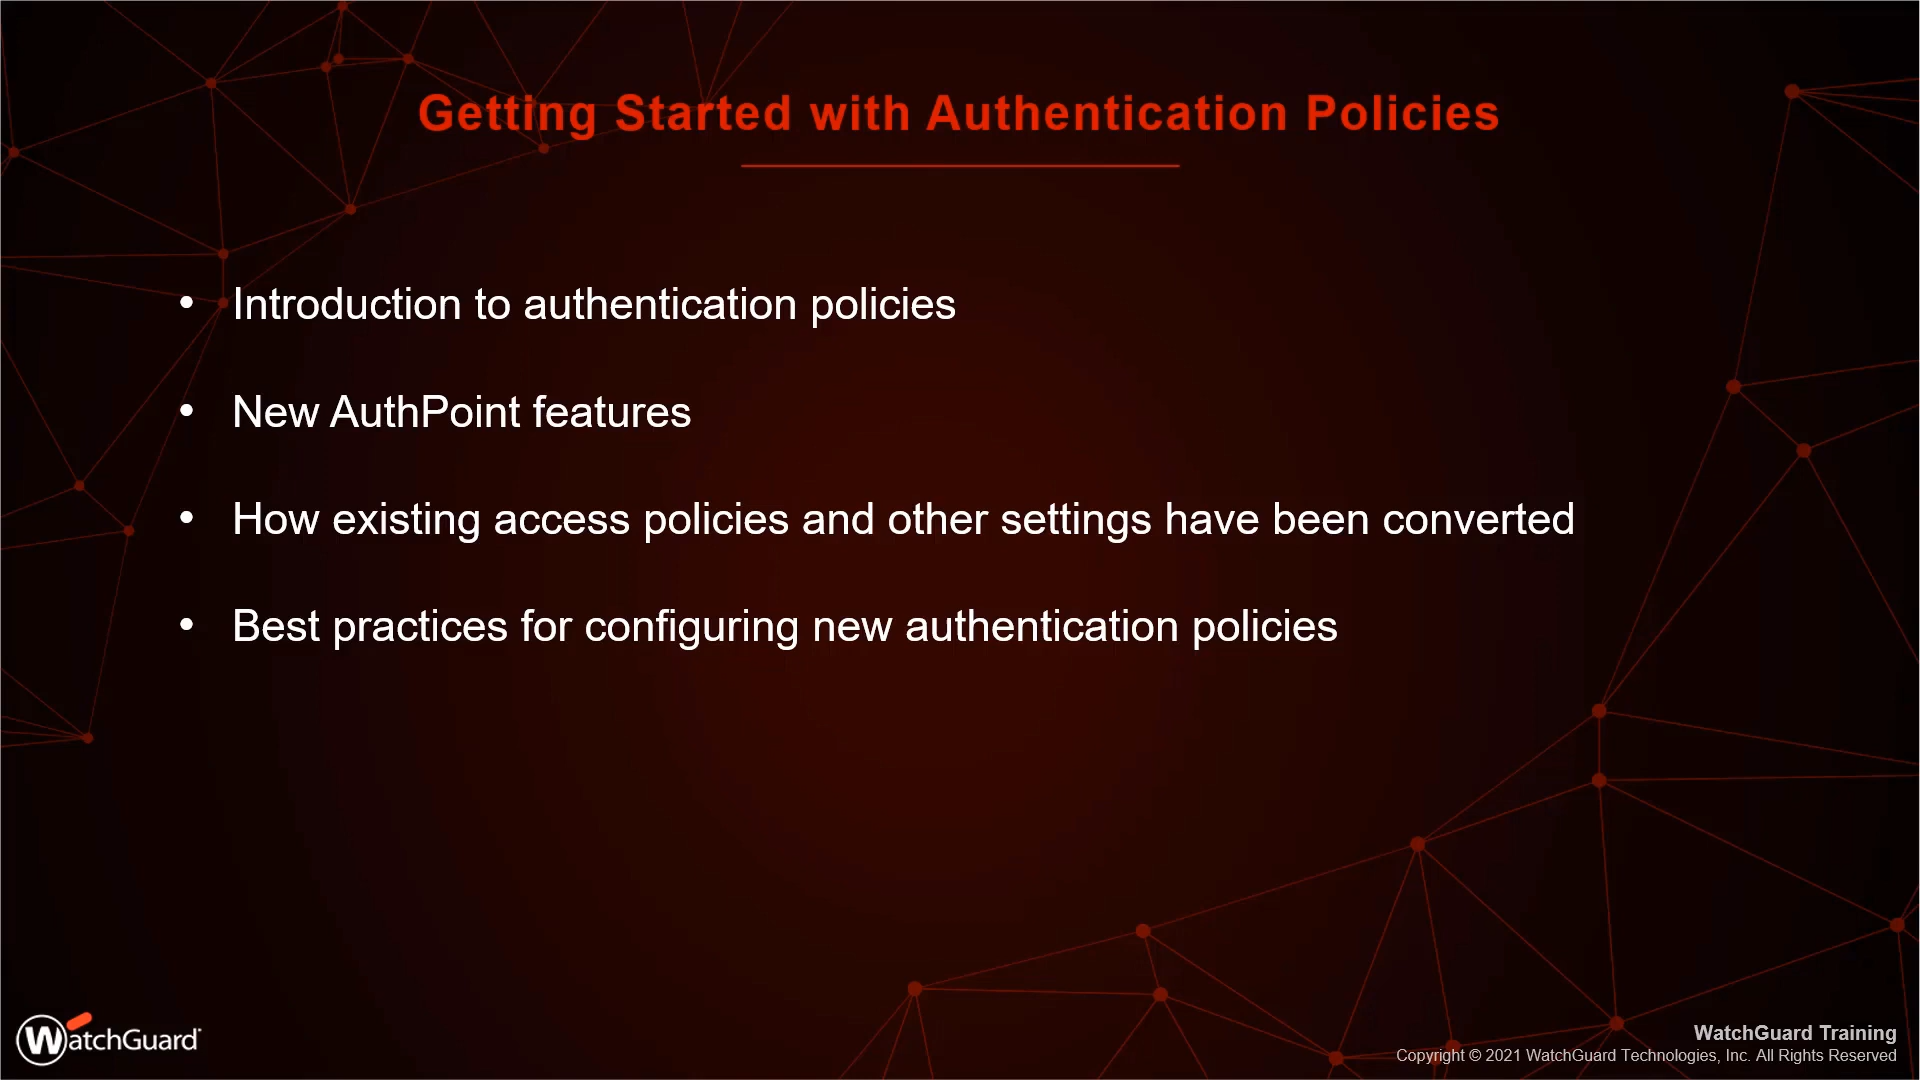 Getting Started with Authentication Policies
• Introduction to authentication policies
• New AuthPoint features
• How existing access policies and other settings have been converted
• Best practices for configuring new authentication policies
WatchGuard
WatchGuard Training
Copyright © 2021 WatchGuard Technologies, Inc. All Rights Reserved